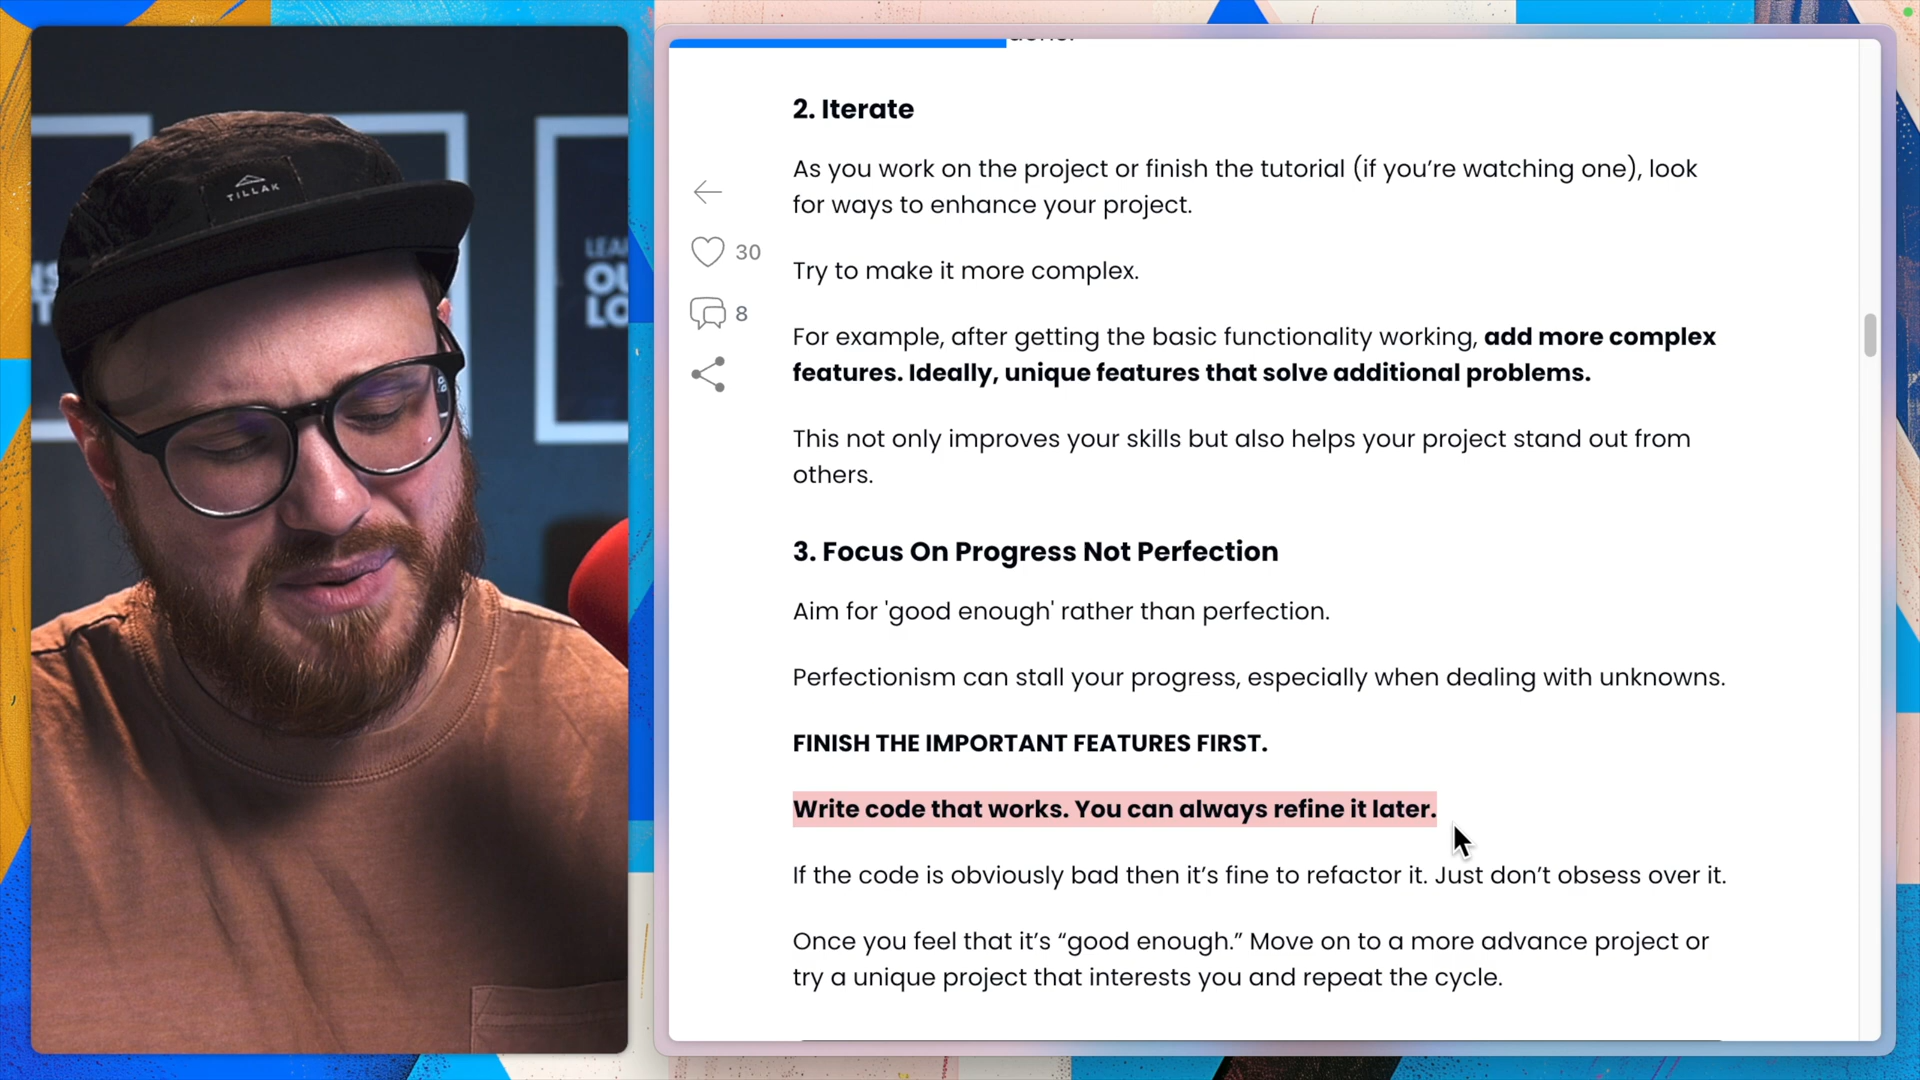 TILLAK
LEA
OU
LO
2. Iterate
As you work on the project or finish the tutorial (if you’re watching one), look
for ways to enhance your project.
30
Try to make it more complex.
8
For example, after getting the basic functionality working, add more complex
features. Ideally, unique features that solve additional problems.
This not only improves your skills but also helps your project stand out from
others.
3. Focus On Progress Not Perfection
Aim for 'good enough' rather than perfection.
Perfectionism can stall your progress, especially when dealing with unknowns.
FINISH THE IMPORTANT FEATURES FIRST.
Write code that works. You can always refine it later.
If the code is obviously bad then it’s fine to refactor it. Just don’t obsess over it.
Once you feel that it’s “good enough.” Move on to a more advance project or
try a unique project that interests you and repeat the cycle.